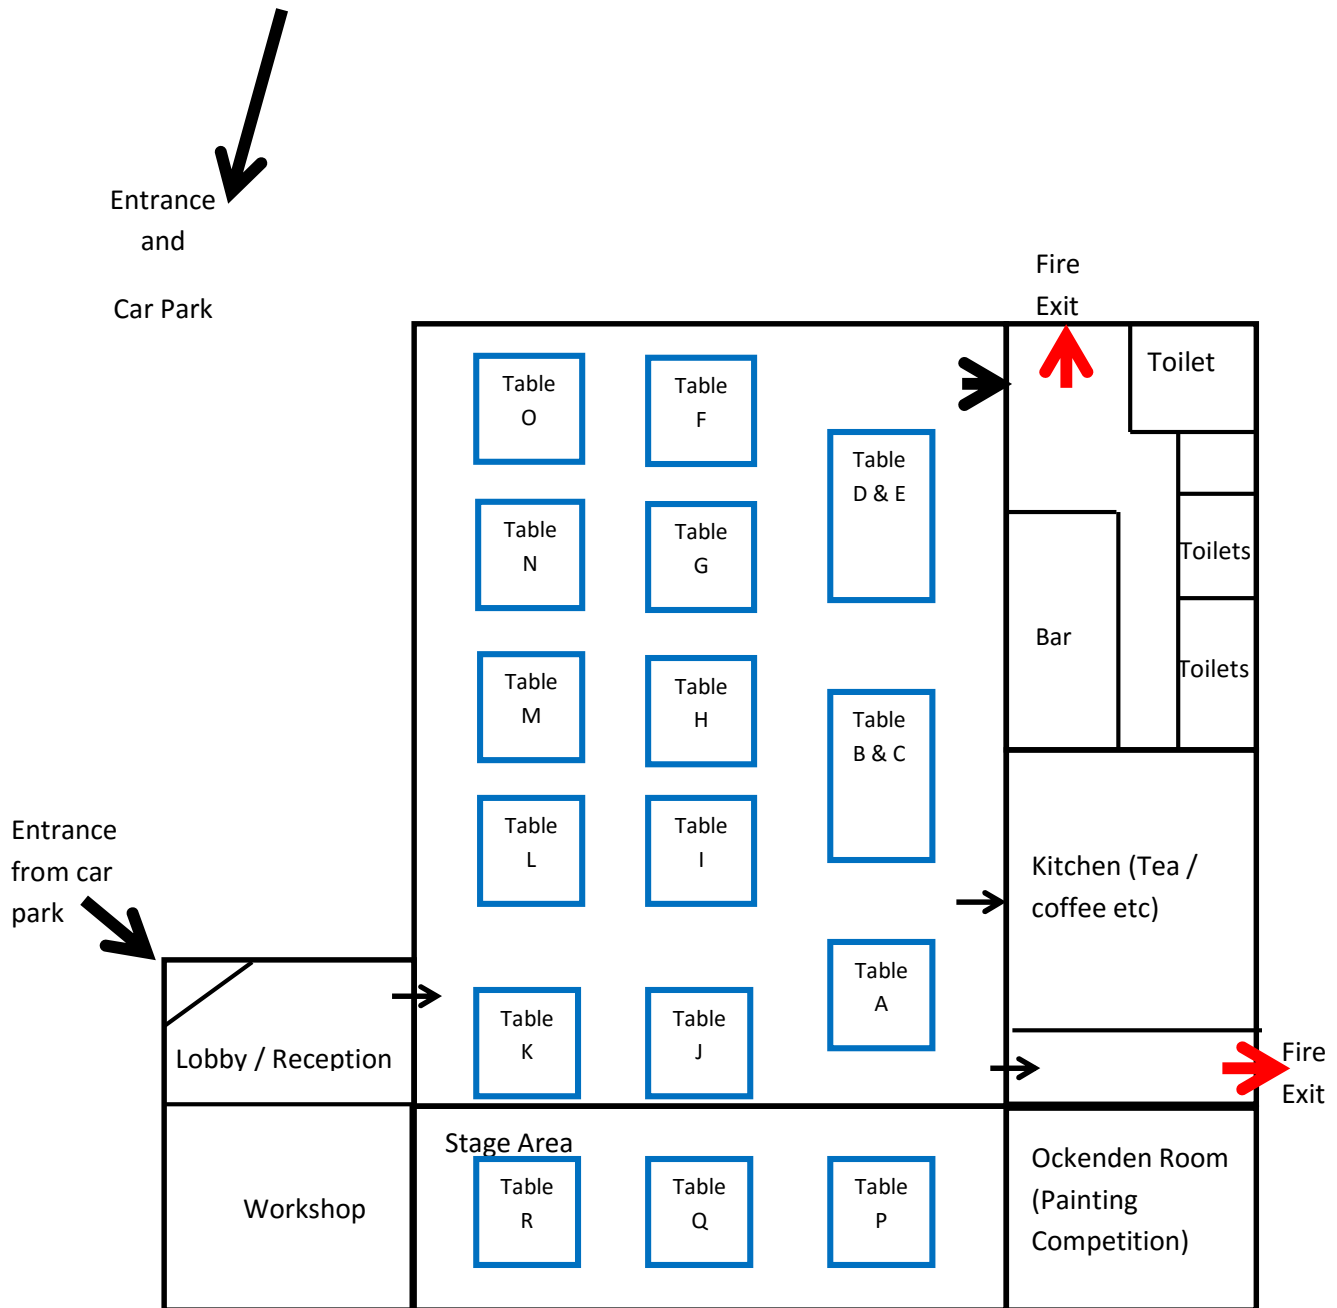 Entrance
and
Car Park
Fire
Exit
Table
O
Table
F
Toilet
Table
D & E
Table
N
Table
G
Toilets
Bar
Toilets
Table
M
Table
H
Table
B & C
Entrance
from car
park
Table
L
Table
I
Kitchen (Tea /
coffee etc)
Table
A
Lobby / Reception
Table
K
Table
J
Fire
Exit
Stage Area
Workshop
Table
R
Table
Q
Table
P
Ockenden Room
(Painting
Competition)